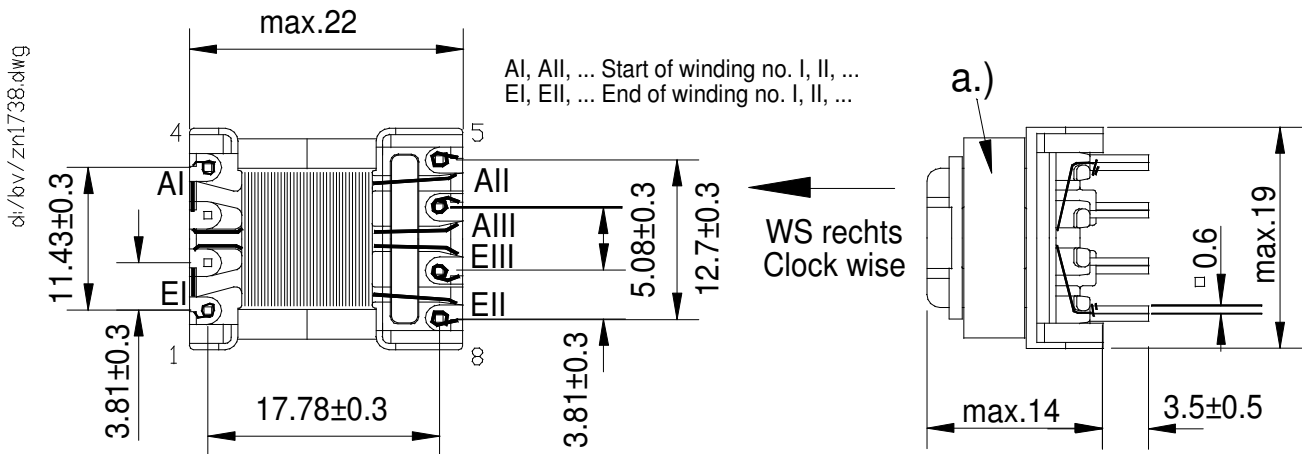 di/bv/zn1738.dwg
max.22
AI, AII, ... Start of winding no. I, II, ...
EI, EII, ... End of winding no. I, II, ...
a.)
4
5
AI
AII
AIII
EIII
EI
EII
1
8
11.43±0.3
3.81±0.3
17.78±0.3
5.08±0.3
12.7±0.3
3.81±0.3
WS rechts
Clock wise
□ 0.6
max.19
max.14
3.5±0.5